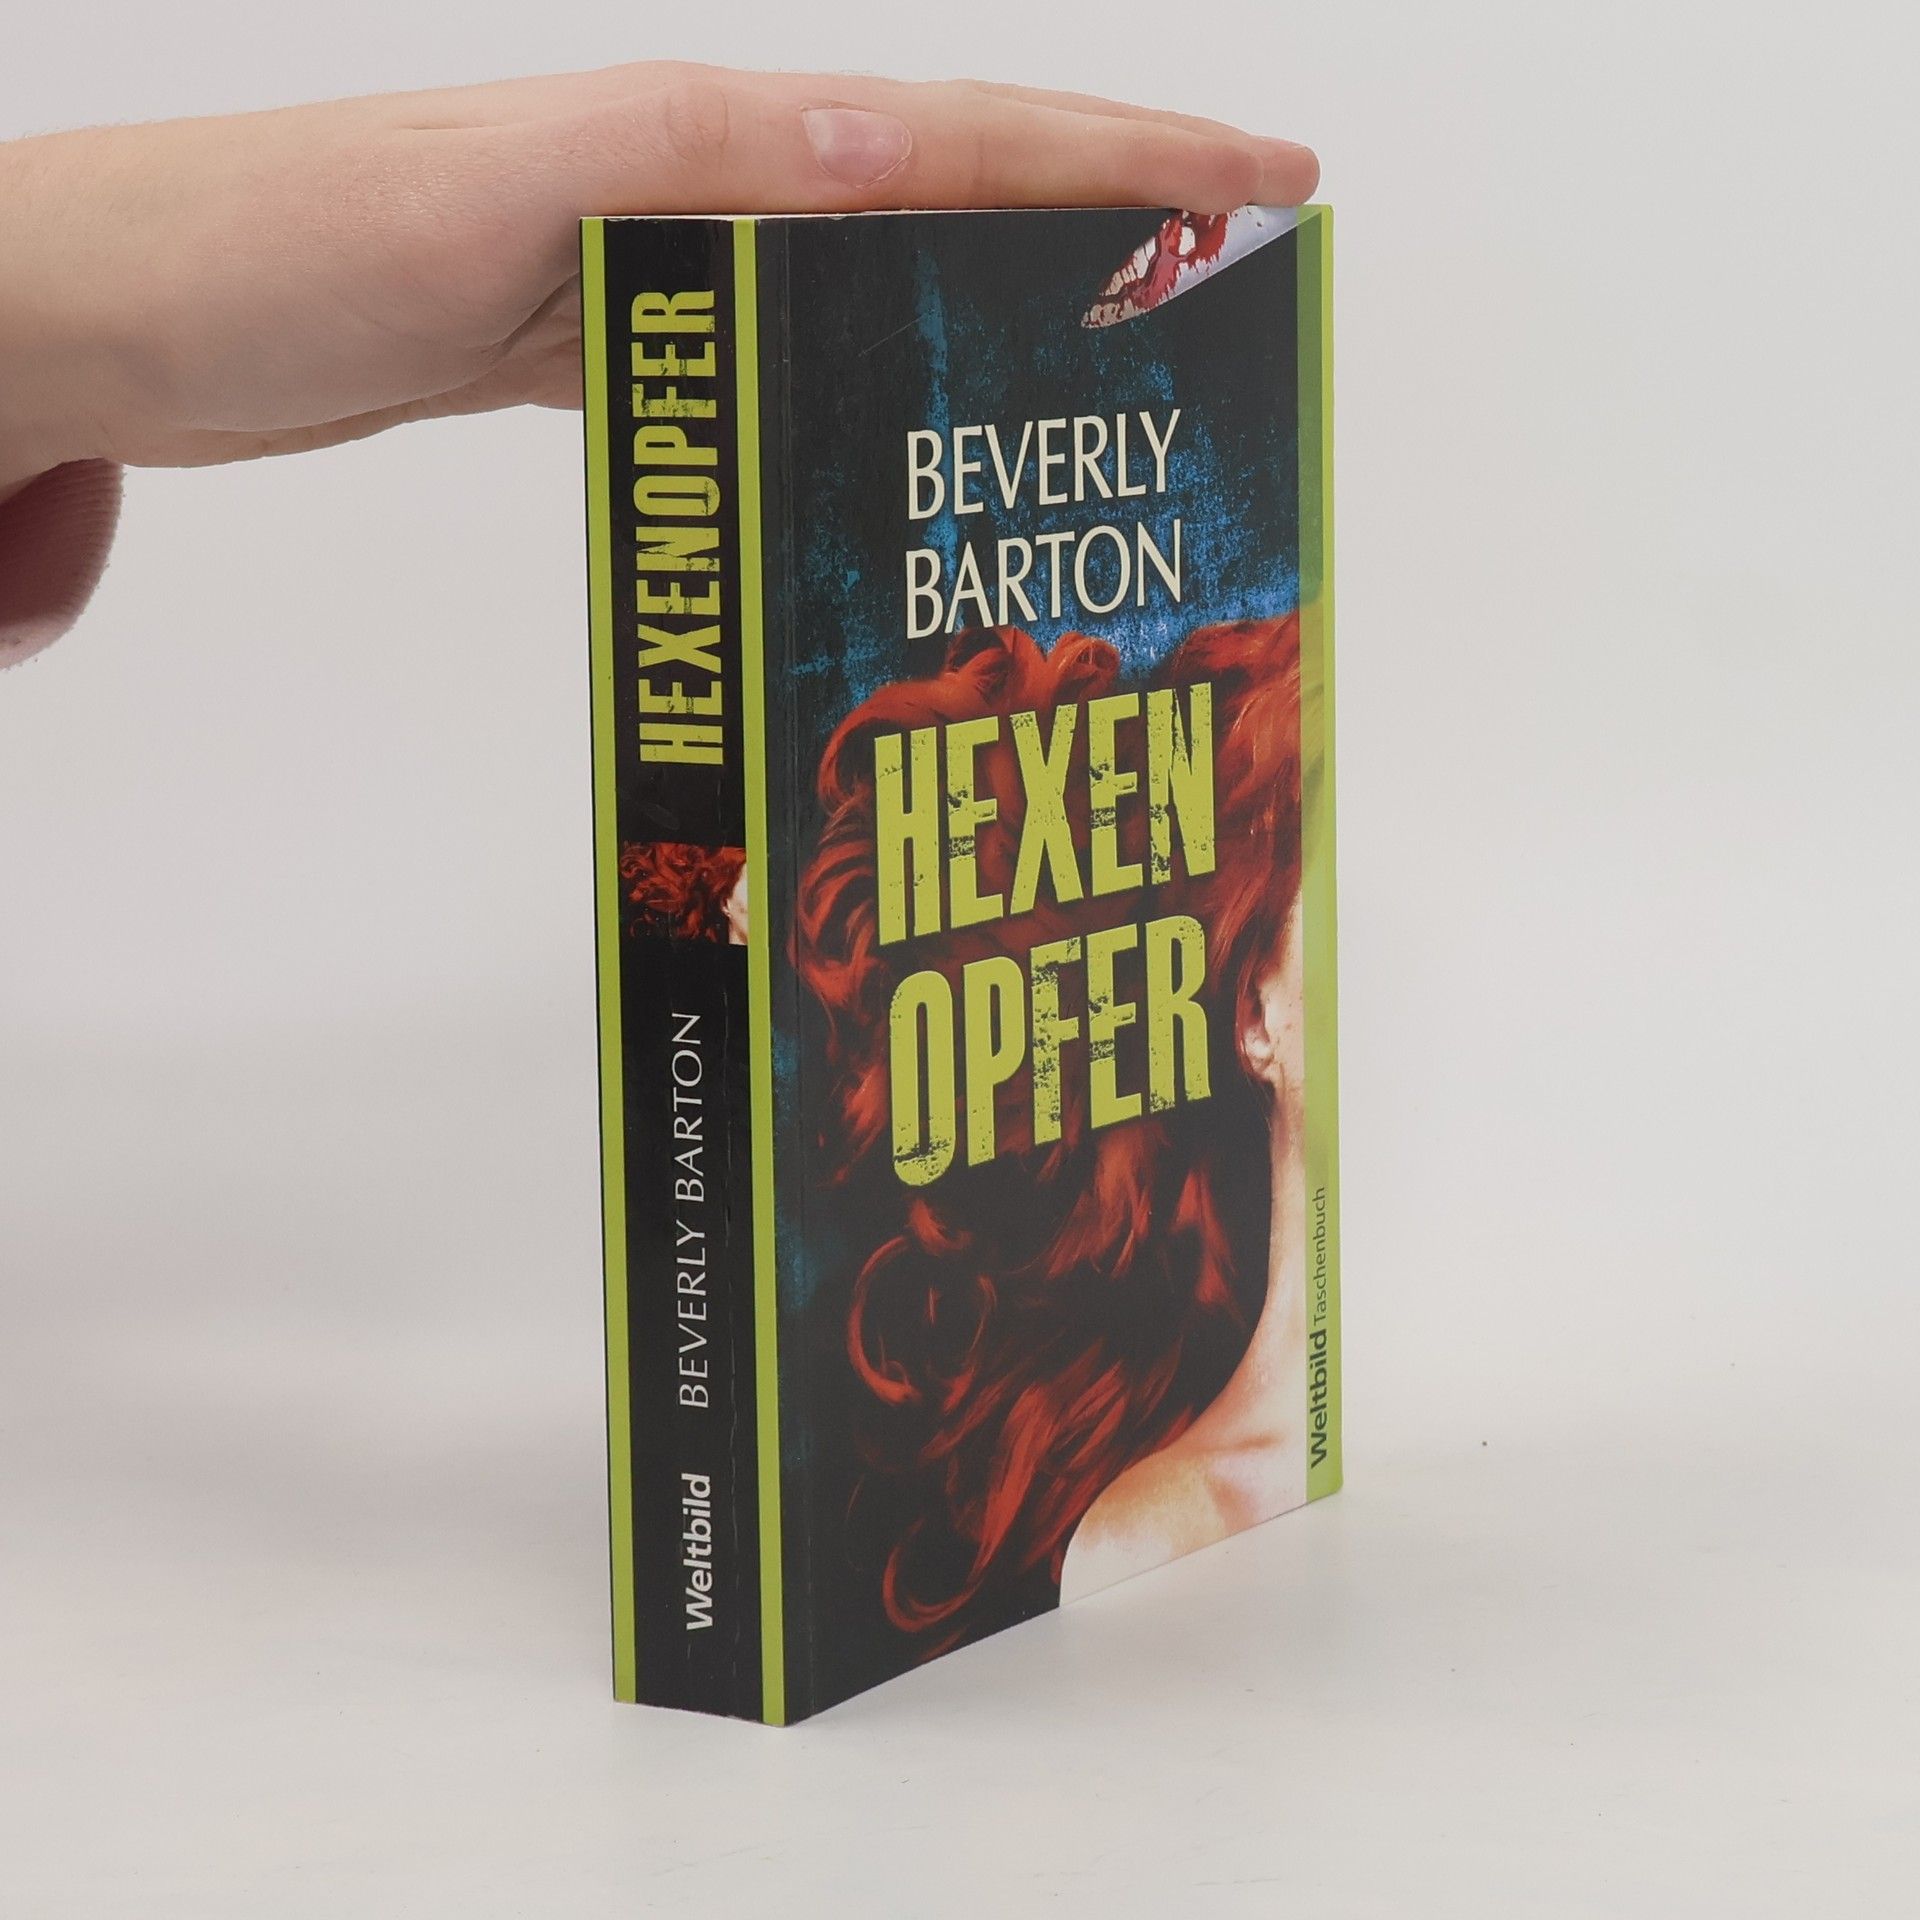 HEXENOPFER
BEVERLY BARTON
Weltbild
BEVERLY
BARTON
HEXEN
OPFER
Weltbild Taschenbuch